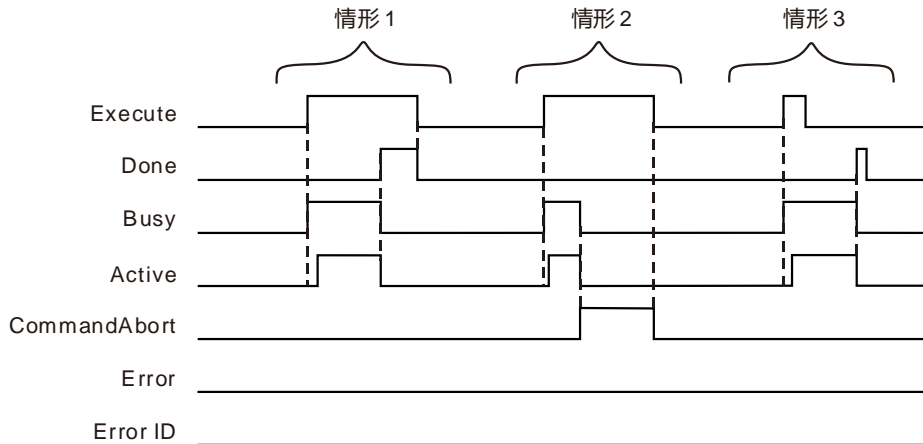 情形1 情形2 情形3
Execute
Done
Busy
Active
CommandAbort
Error
Error ID